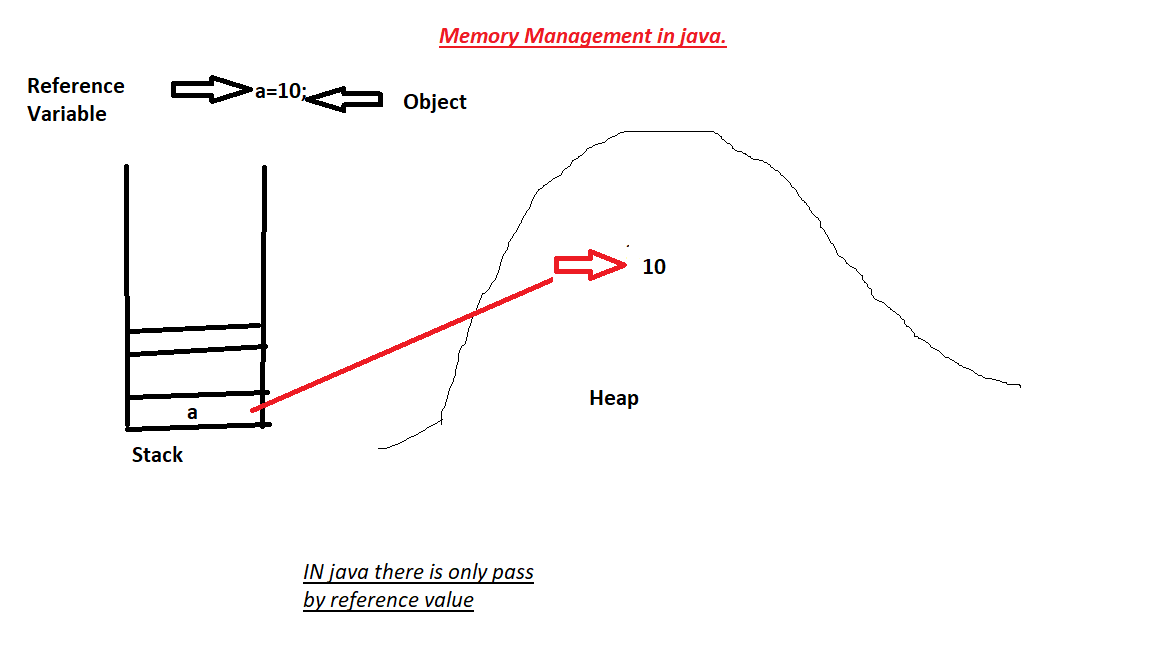 Memory Management in java.
Reference
Variable
a=10;
Object
10
Heap
a
Stack
IN java there is only pass
by reference value